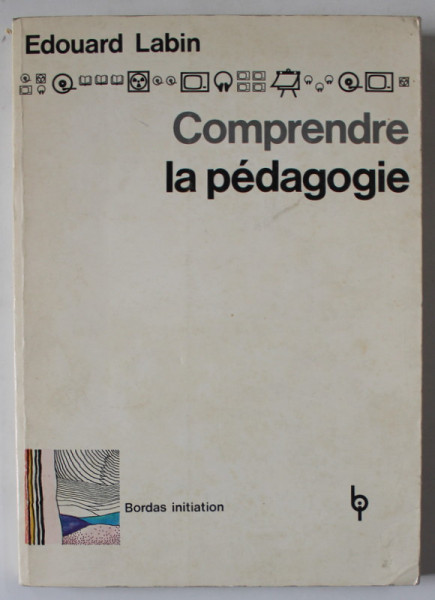 Edouard Labin
Comprendre
la pédagogie
Bordas initiation